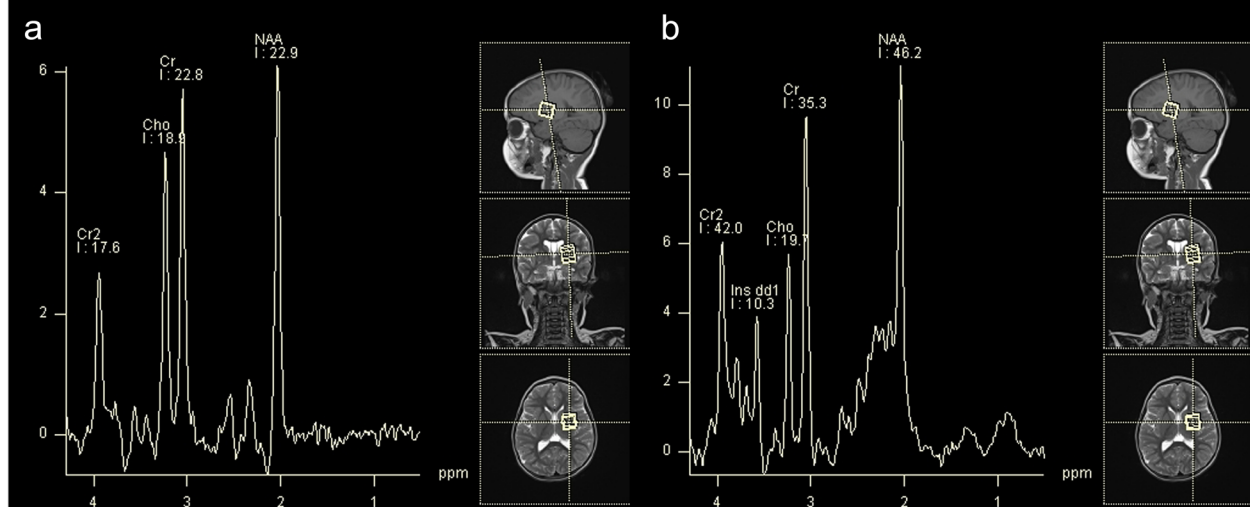 a
NAA
I : 22.9
Cr
I : 22.8
Cho
I : 18.9
Cr2
I : 17.6
6
4
2
0
4
3
2
1
ppm
b
NAA
I : 46.2
Cr
I : 35.3
Cr2
I : 42.0
Cho
I : 19.7
Ins dd1
I : 10.3
10
8
6
4
2
0
4
3
2
1
ppm